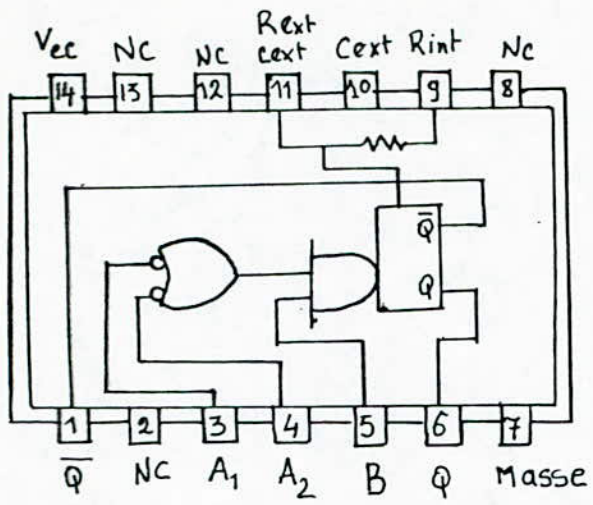 Vcc NC NC Rext Cext Cext Rint NC
14 13 12 11 10 9 8
Q̅
Q
1 2 3 4 5 6 7
Q̅ NC A₁ A₂ B Q Masse